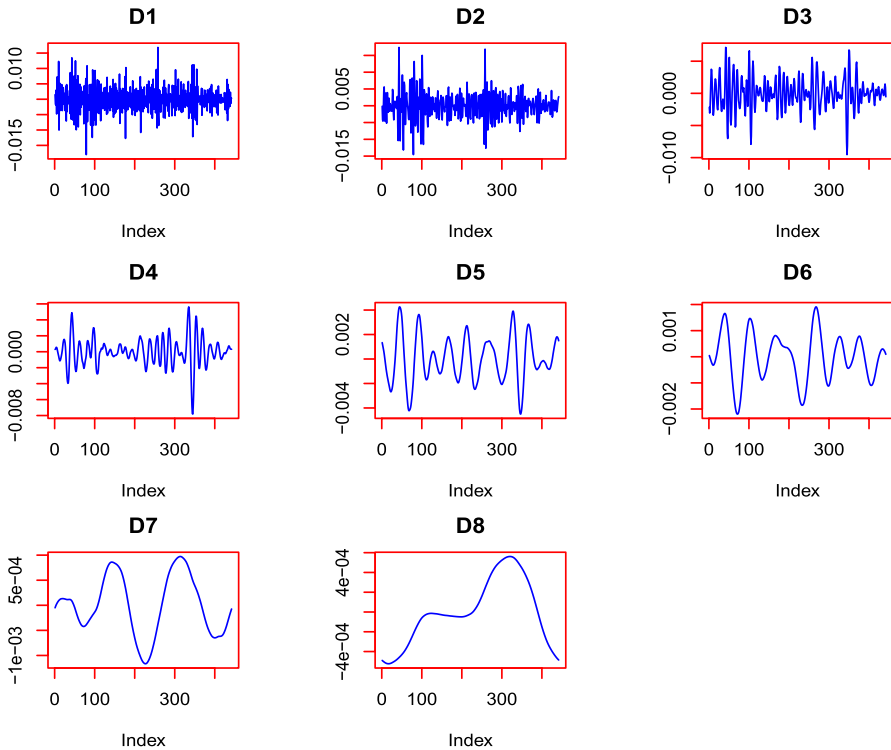 D1 D2 D3
0.010 0.005 0.000
−0.015 −0.015 −0.010
0 100 300 0 100 300 0 100 300
Index Index Index
D4 D5 D6
0.000 0.002 0.001
−0.008 −0.004 −0.002
0 100 300 0 100 300 0 100 300
Index Index Index
D7 D8
5e−04 4e−04
−1e−03 −4e−04
0 100 300 0 100 300
Index Index